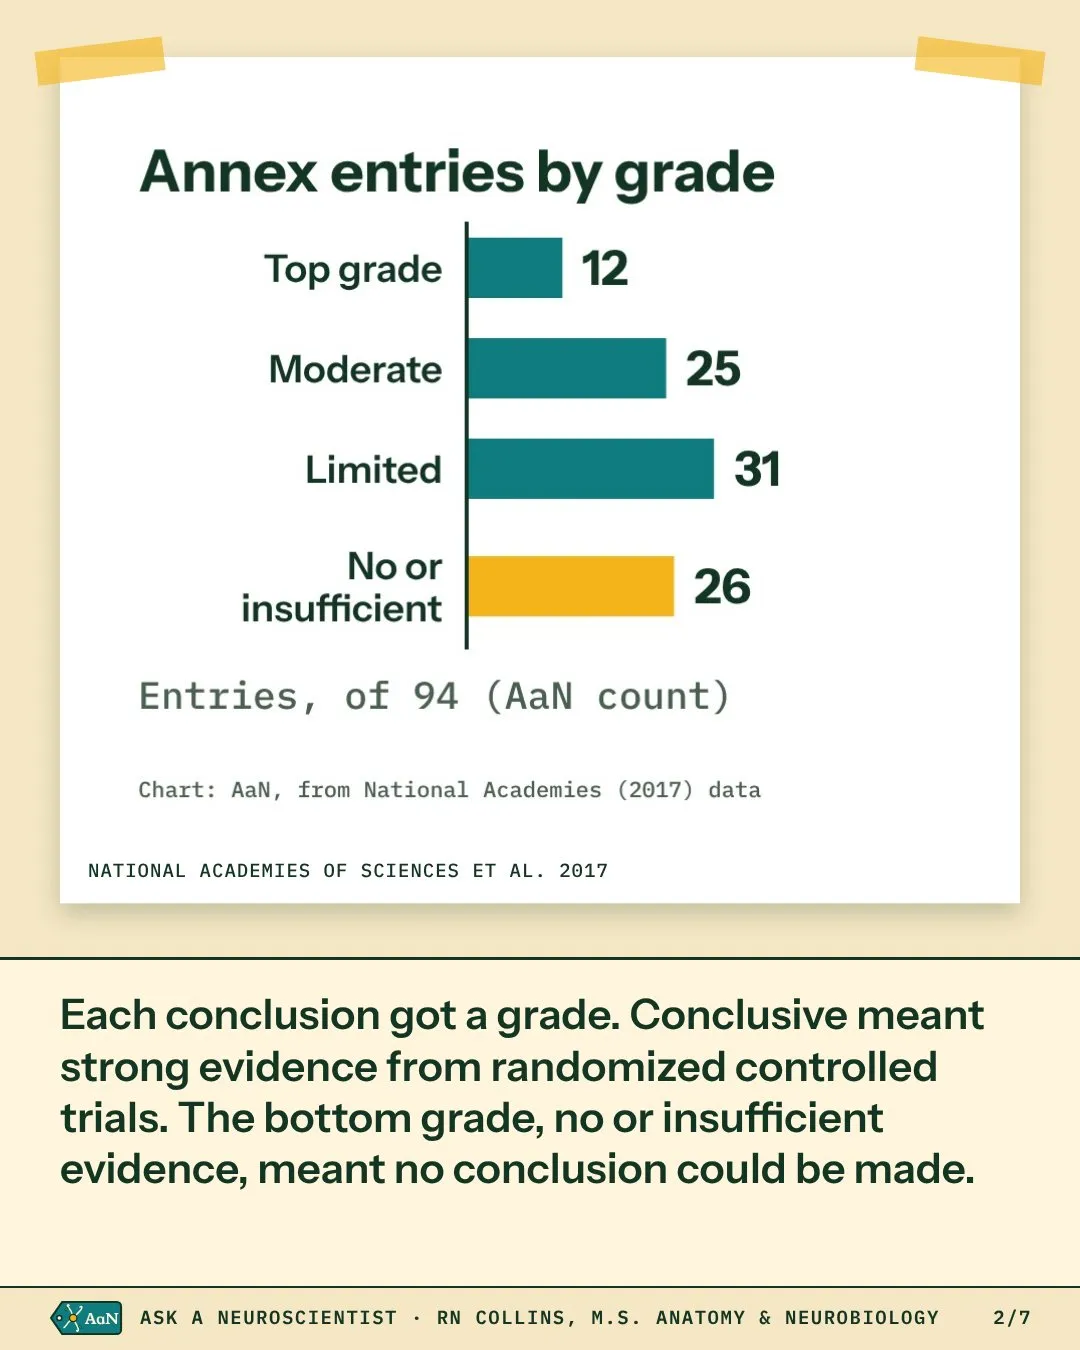 Annex entries by grade
Top grade 12
Moderate 25
Limited 31
No or
insufficient 26
Entries, of 94 (AaN count)
Chart: AaN, from National Academies (2017) data
NATIONAL ACADEMIES OF SCIENCES ET AL. 2017
Each conclusion got a grade. Conclusive meant
strong evidence from randomized controlled
trials. The bottom grade, no or insufficient
evidence, meant no conclusion could be made.
AaN ASK A NEUROSCIENTIST · RN COLLINS, M.S. ANATOMY & NEUROBIOLOGY 2/7